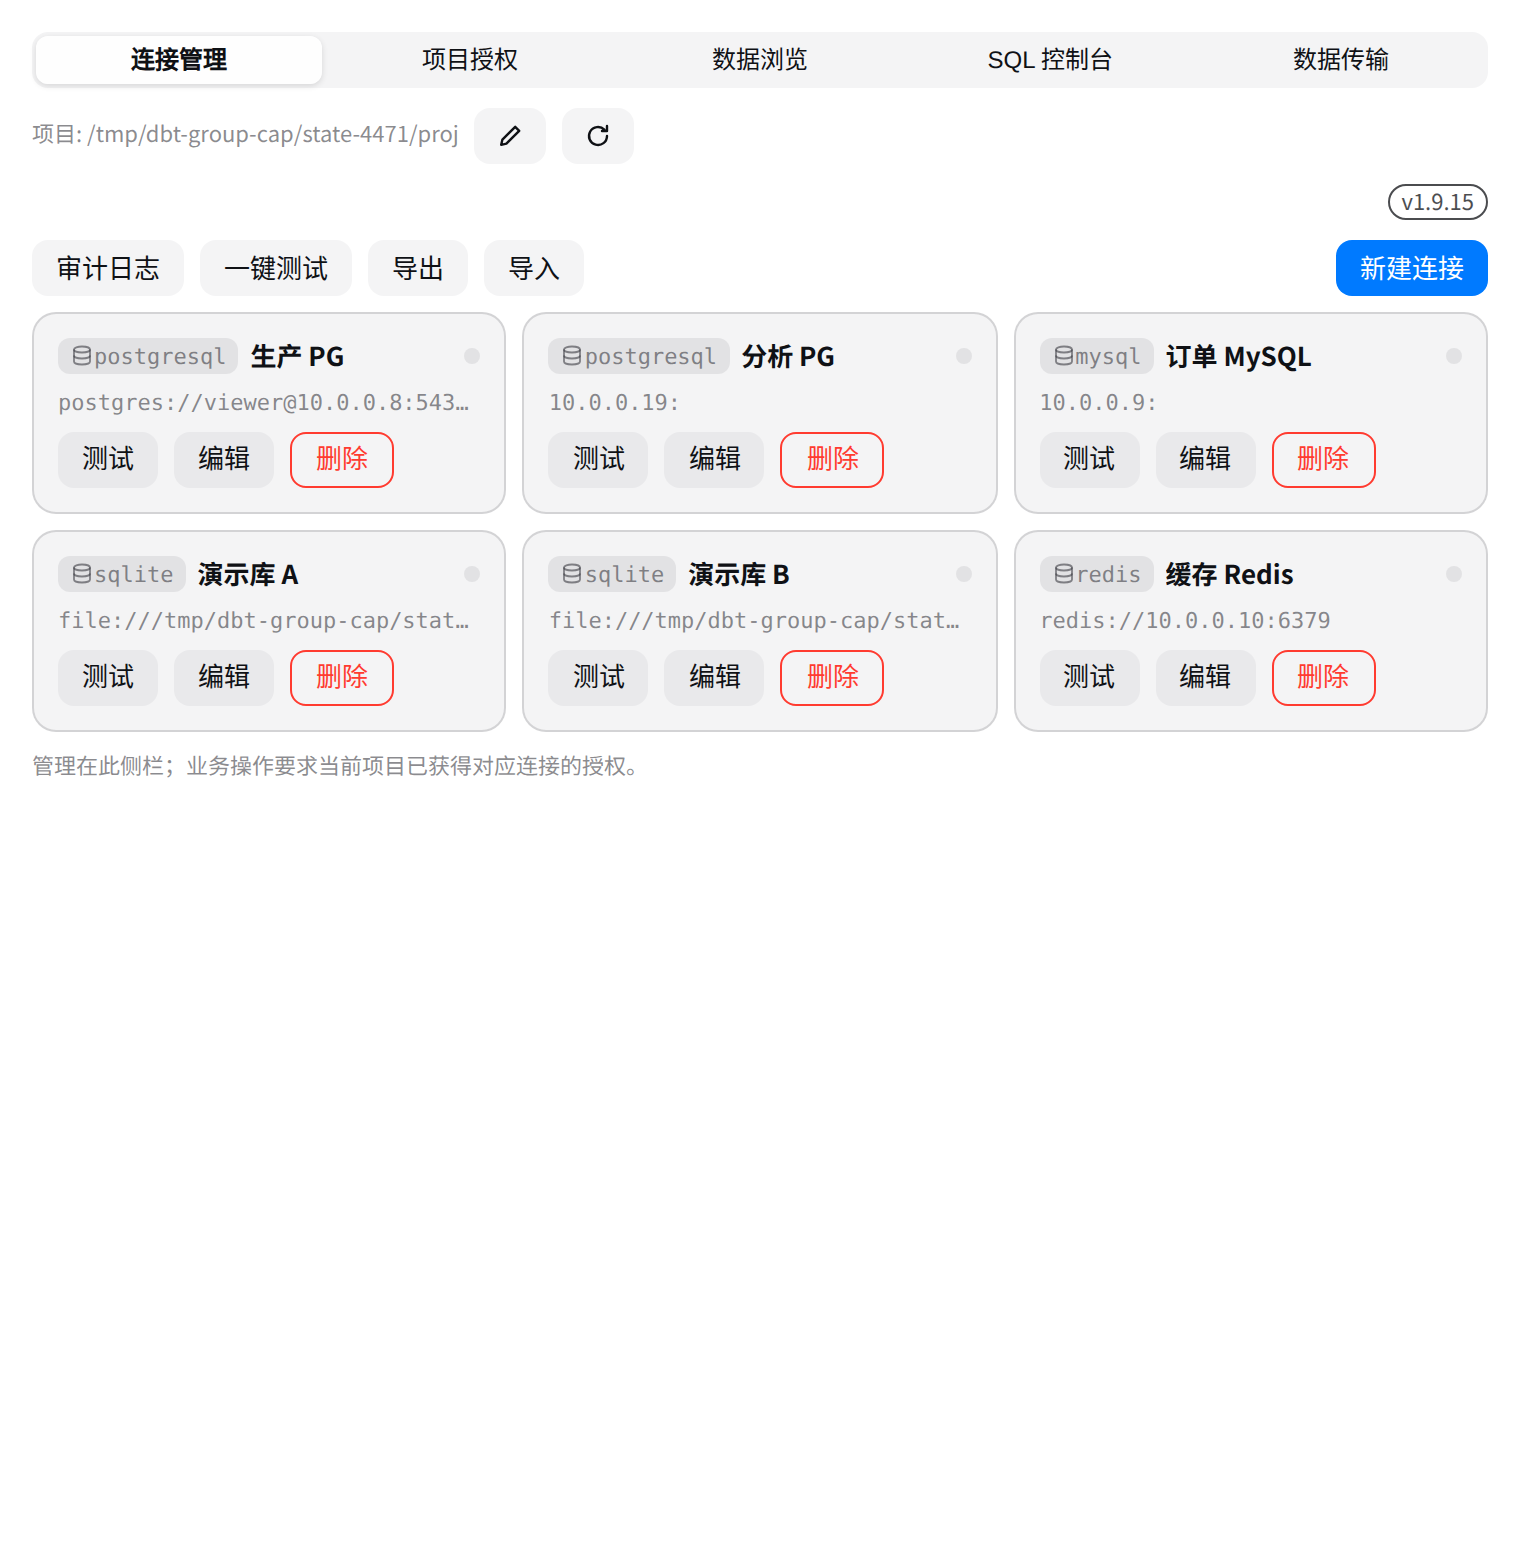 连接管理 项目授权 数据浏览 SQL 控制台 数据传输
项目: /tmp/dbt-group-cap/state-4471/proj
v1.9.15
审计日志 一键测试 导出 导入 新建连接
postgresql 生产 PG
postgres://viewer@10.0.0.8:543…
测试 编辑 删除
postgresql 分析 PG
10.0.0.19:
测试 编辑 删除
mysql 订单 MySQL
10.0.0.9:
测试 编辑 删除
sqlite 演示库 A
file:///tmp/dbt-group-cap/stat…
测试 编辑 删除
sqlite 演示库 B
file:///tmp/dbt-group-cap/stat…
测试 编辑 删除
redis 缓存 Redis
redis://10.0.0.10:6379
测试 编辑 删除
管理在此侧栏；业务操作要求当前项目已获得对应连接的授权。